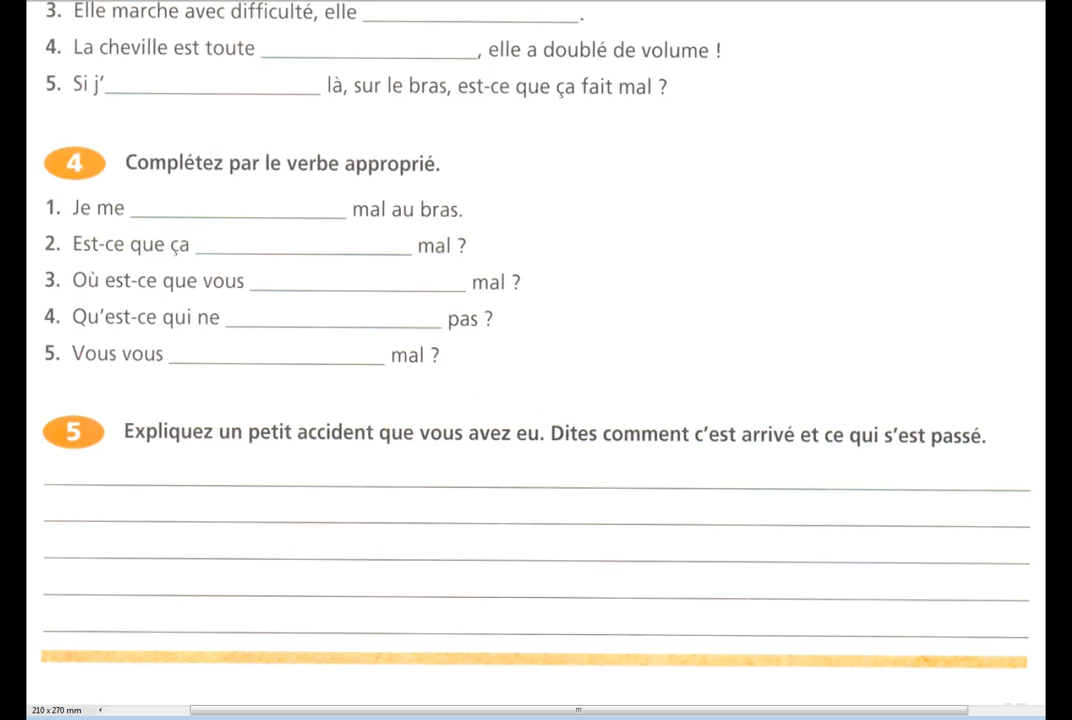 3. Elle marche avec difficulté, elle ____________________.
4. La cheville est toute ____________________, elle a doublé de volume !
5. Si j’____________________ là, sur le bras, est-ce que ça fait mal ?
4 Complétez par le verbe approprié.
1. Je me ____________________ mal au bras.
2. Est-ce que ça ____________________ mal ?
3. Où est-ce que vous ____________________ mal ?
4. Qu’est-ce qui ne ____________________ pas ?
5. Vous vous ____________________ mal ?
5 Expliquez un petit accident que vous avez eu. Dites comment c’est arrivé et ce qui s’est passé.
210 x 270 mm